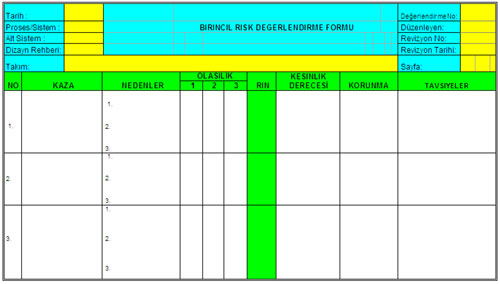 Tarih :
Değerlendirme No:
Proses/Sistem :
BIRINCIL RISK DEGERLENDIRME FORMU
Düzenleyen:
Alt Sistem :
Revizyon No:
Dizayn Rehberi:
Revizyon Tarihi:
Takım:
Sayfa:
NO KAZA NEDENLER OLASILIK RIN KESINLIK DERECESİ KORUNMA TAVSIYELER
1 2 3
1.
1.
2.
3.
2.
1.
2.
3.
3.
1.
2.
3.